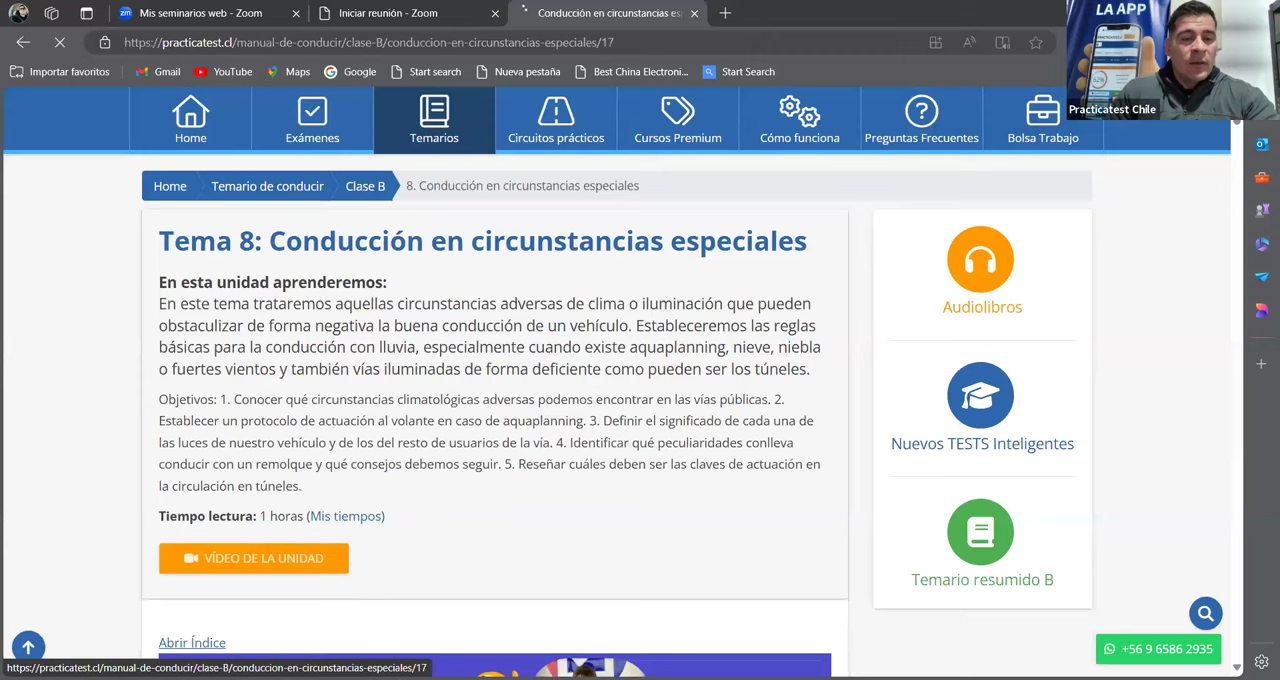 Mis seminarios web - Zoom
Iniciar reunión - Zoom
Conducción en circunstancias es
https://practicatest.cl/manual-de-conducir/clase-B/conduccion-en-circunstancias-especiales/17
Importar favoritos
Gmail
YouTube
Maps
Google
Start search
Nueva pestaña
Best China Electroni...
Start Search
LA APP
Practicatest Chile
Home
Exámenes
Temarios
Circuitos prácticos
Cursos Premium
Cómo funciona
Preguntas Frecuentes
Bolsa Trabajo
Home
Temario de conducir
Clase B
8. Conducción en circunstancias especiales
Tema 8: Conducción en circunstancias especiales
En esta unidad aprenderemos:
En este tema trataremos aquellas circunstancias adversas de clima o iluminación que pueden
obstaculizar de forma negativa la buena conducción de un vehículo. Estableceremos las reglas
básicas para la conducción con lluvia, especialmente cuando existe aquaplanning, nieve, niebla
o fuertes vientos y también vías iluminadas de forma deficiente como pueden ser los túneles.
Objetivos: 1. Conocer qué circunstancias climatológicas adversas podemos encontrar en las vías públicas. 2.
Establecer un protocolo de actuación al volante en caso de aquaplanning. 3. Definir el significado de cada una de
las luces de nuestro vehículo y de los del resto de usuarios de la vía. 4. Identificar qué peculiaridades conlleva
conducir con un remolque y qué consejos debemos seguir. 5. Reseñar cuáles deben ser las claves de actuación en
la circulación en túneles.
Tiempo lectura: 1 horas (Mis tiempos)
VÍDEO DE LA UNIDAD
Abrir Índice
Audiolibros
Nuevos TESTS Inteligentes
Temario resumido B
+56 9 6586 2935
https://practicatest.cl/manual-de-conducir/clase-B/conduccion-en-circunstancias-especiales/17